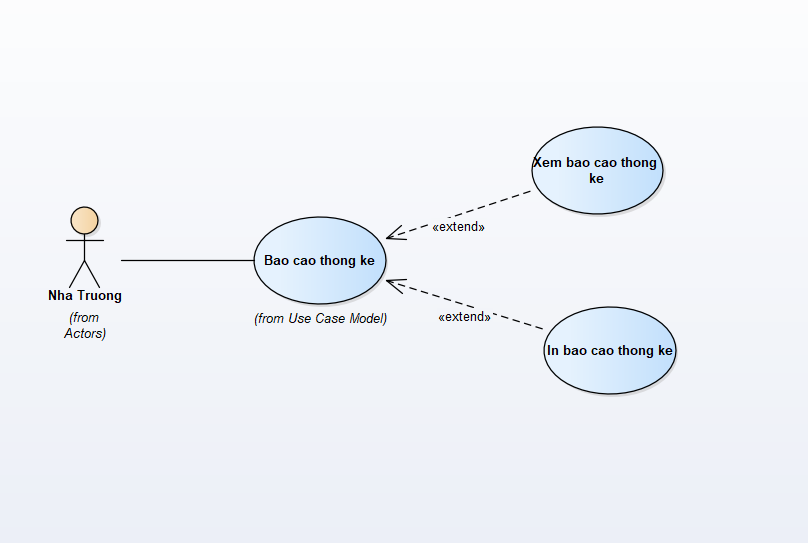 Xem bao cao thong
ke
«extend»
Bao cao thong ke
Nha Truong
(from
Actors)
(from Use Case Model)
«extend»
In bao cao thong ke